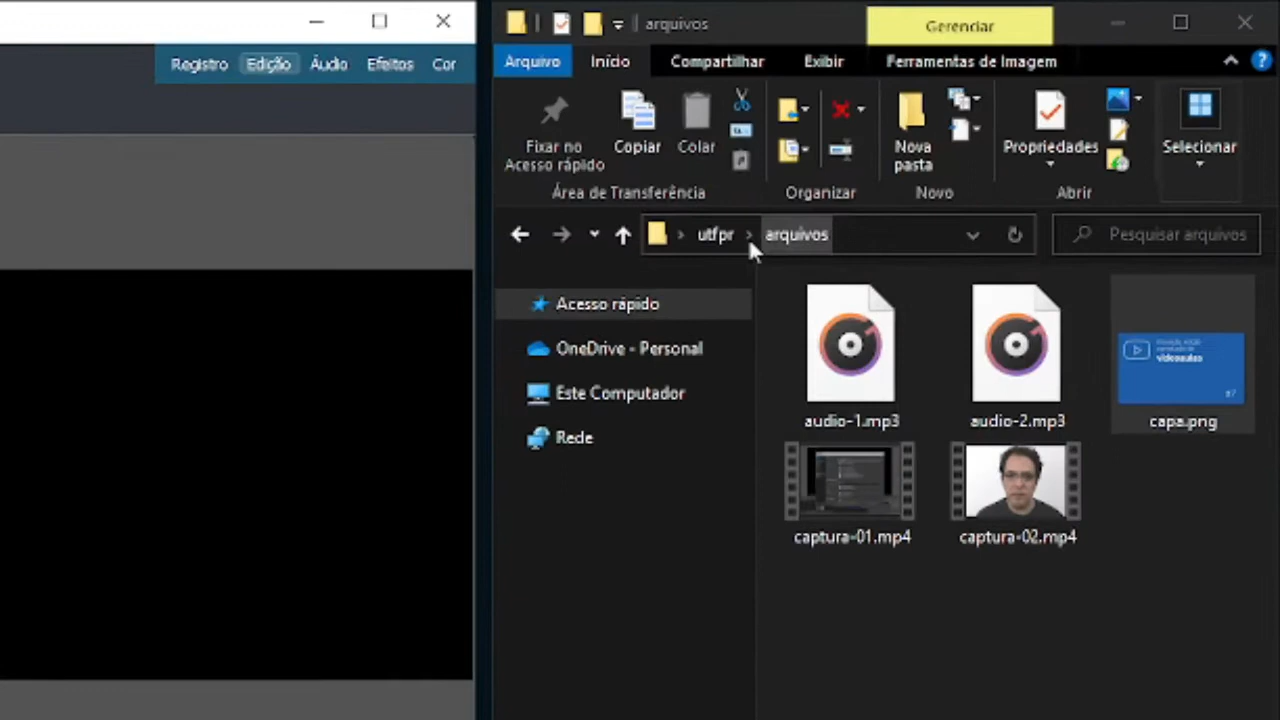 Registro Edição Áudio Efeitos Cor
arquivos
Gerenciar
Arquivo Início Compartilhar Exibir Ferramentas de Imagem
Fixar no
Acesso rápido
Copiar
Colar
Nova
pasta
Propriedades
Selecionar
Área de Transferência
Organizar
Novo
Abrir
utfpr arquivos
Pesquisar arquivos
Acesso rápido
OneDrive - Personal
Este Computador
Rede
audio-1.mp3
audio-2.mp3
videoaulas
#7
capa.png
captura-01.mp4
captura-02.mp4